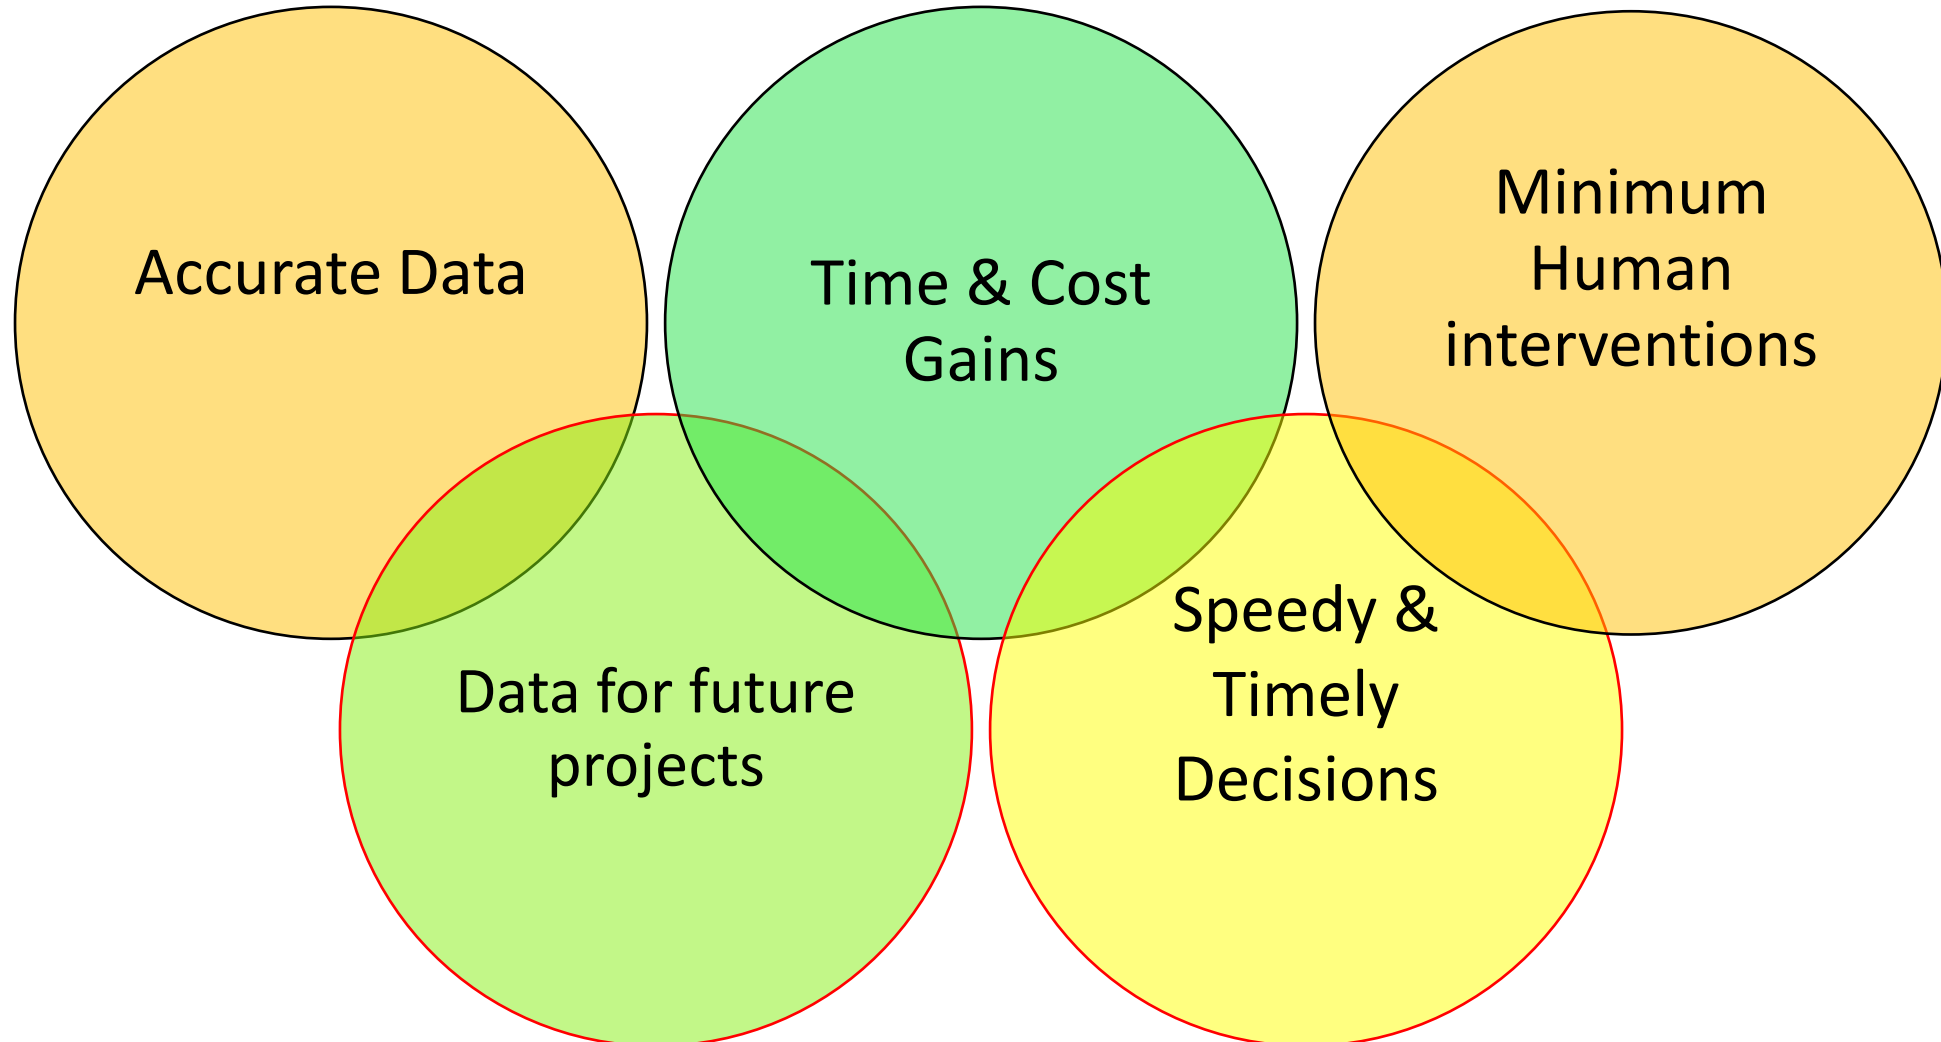 Accurate Data
Time & Cost
Gains
Minimum
Human
interventions
Data for future
projects
Speedy &
Timely
Decisions